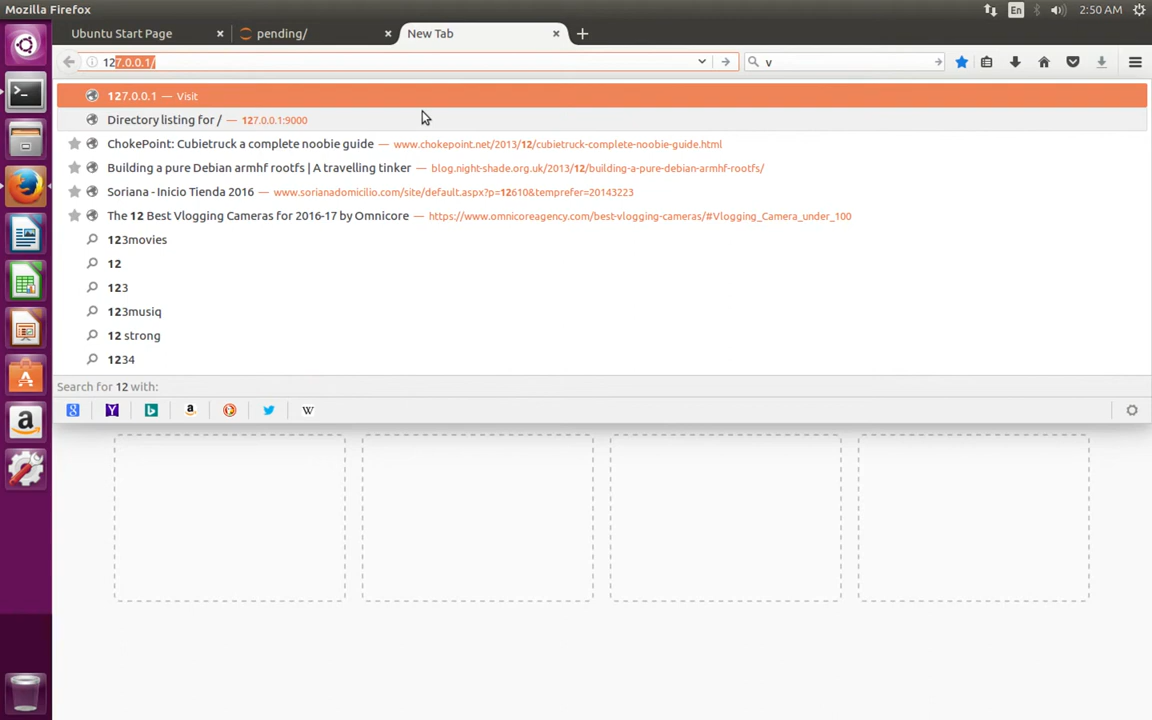 Mozilla Firefox
En
2:50 AM
Ubuntu Start Page
pending/
New Tab
127.0.0.1/
v
127.0.0.1 — Visit
Directory listing for / — 127.0.0.1:9000
ChokePoint: Cubietruck a complete noobie guide — www.chokepoint.net/2013/12/cubietruck-complete-noobie-guide.html
Building a pure Debian armhf rootfs | A travelling tinker — blog.night-shade.org.uk/2013/12/building-a-pure-debian-armhf-rootfs/
Soriana - Inicio Tienda 2016 — www.sorianadomicilio.com/site/default.aspx?p=12610&temprefer=20143223
The 12 Best Vlogging Cameras for 2016-17 by Omnicore — https://www.omnicoreagency.com/best-vlogging-cameras/#Vlogging_Camera_under_100
123movies
12
123
123musiq
12 strong
1234
Search for 12 with: